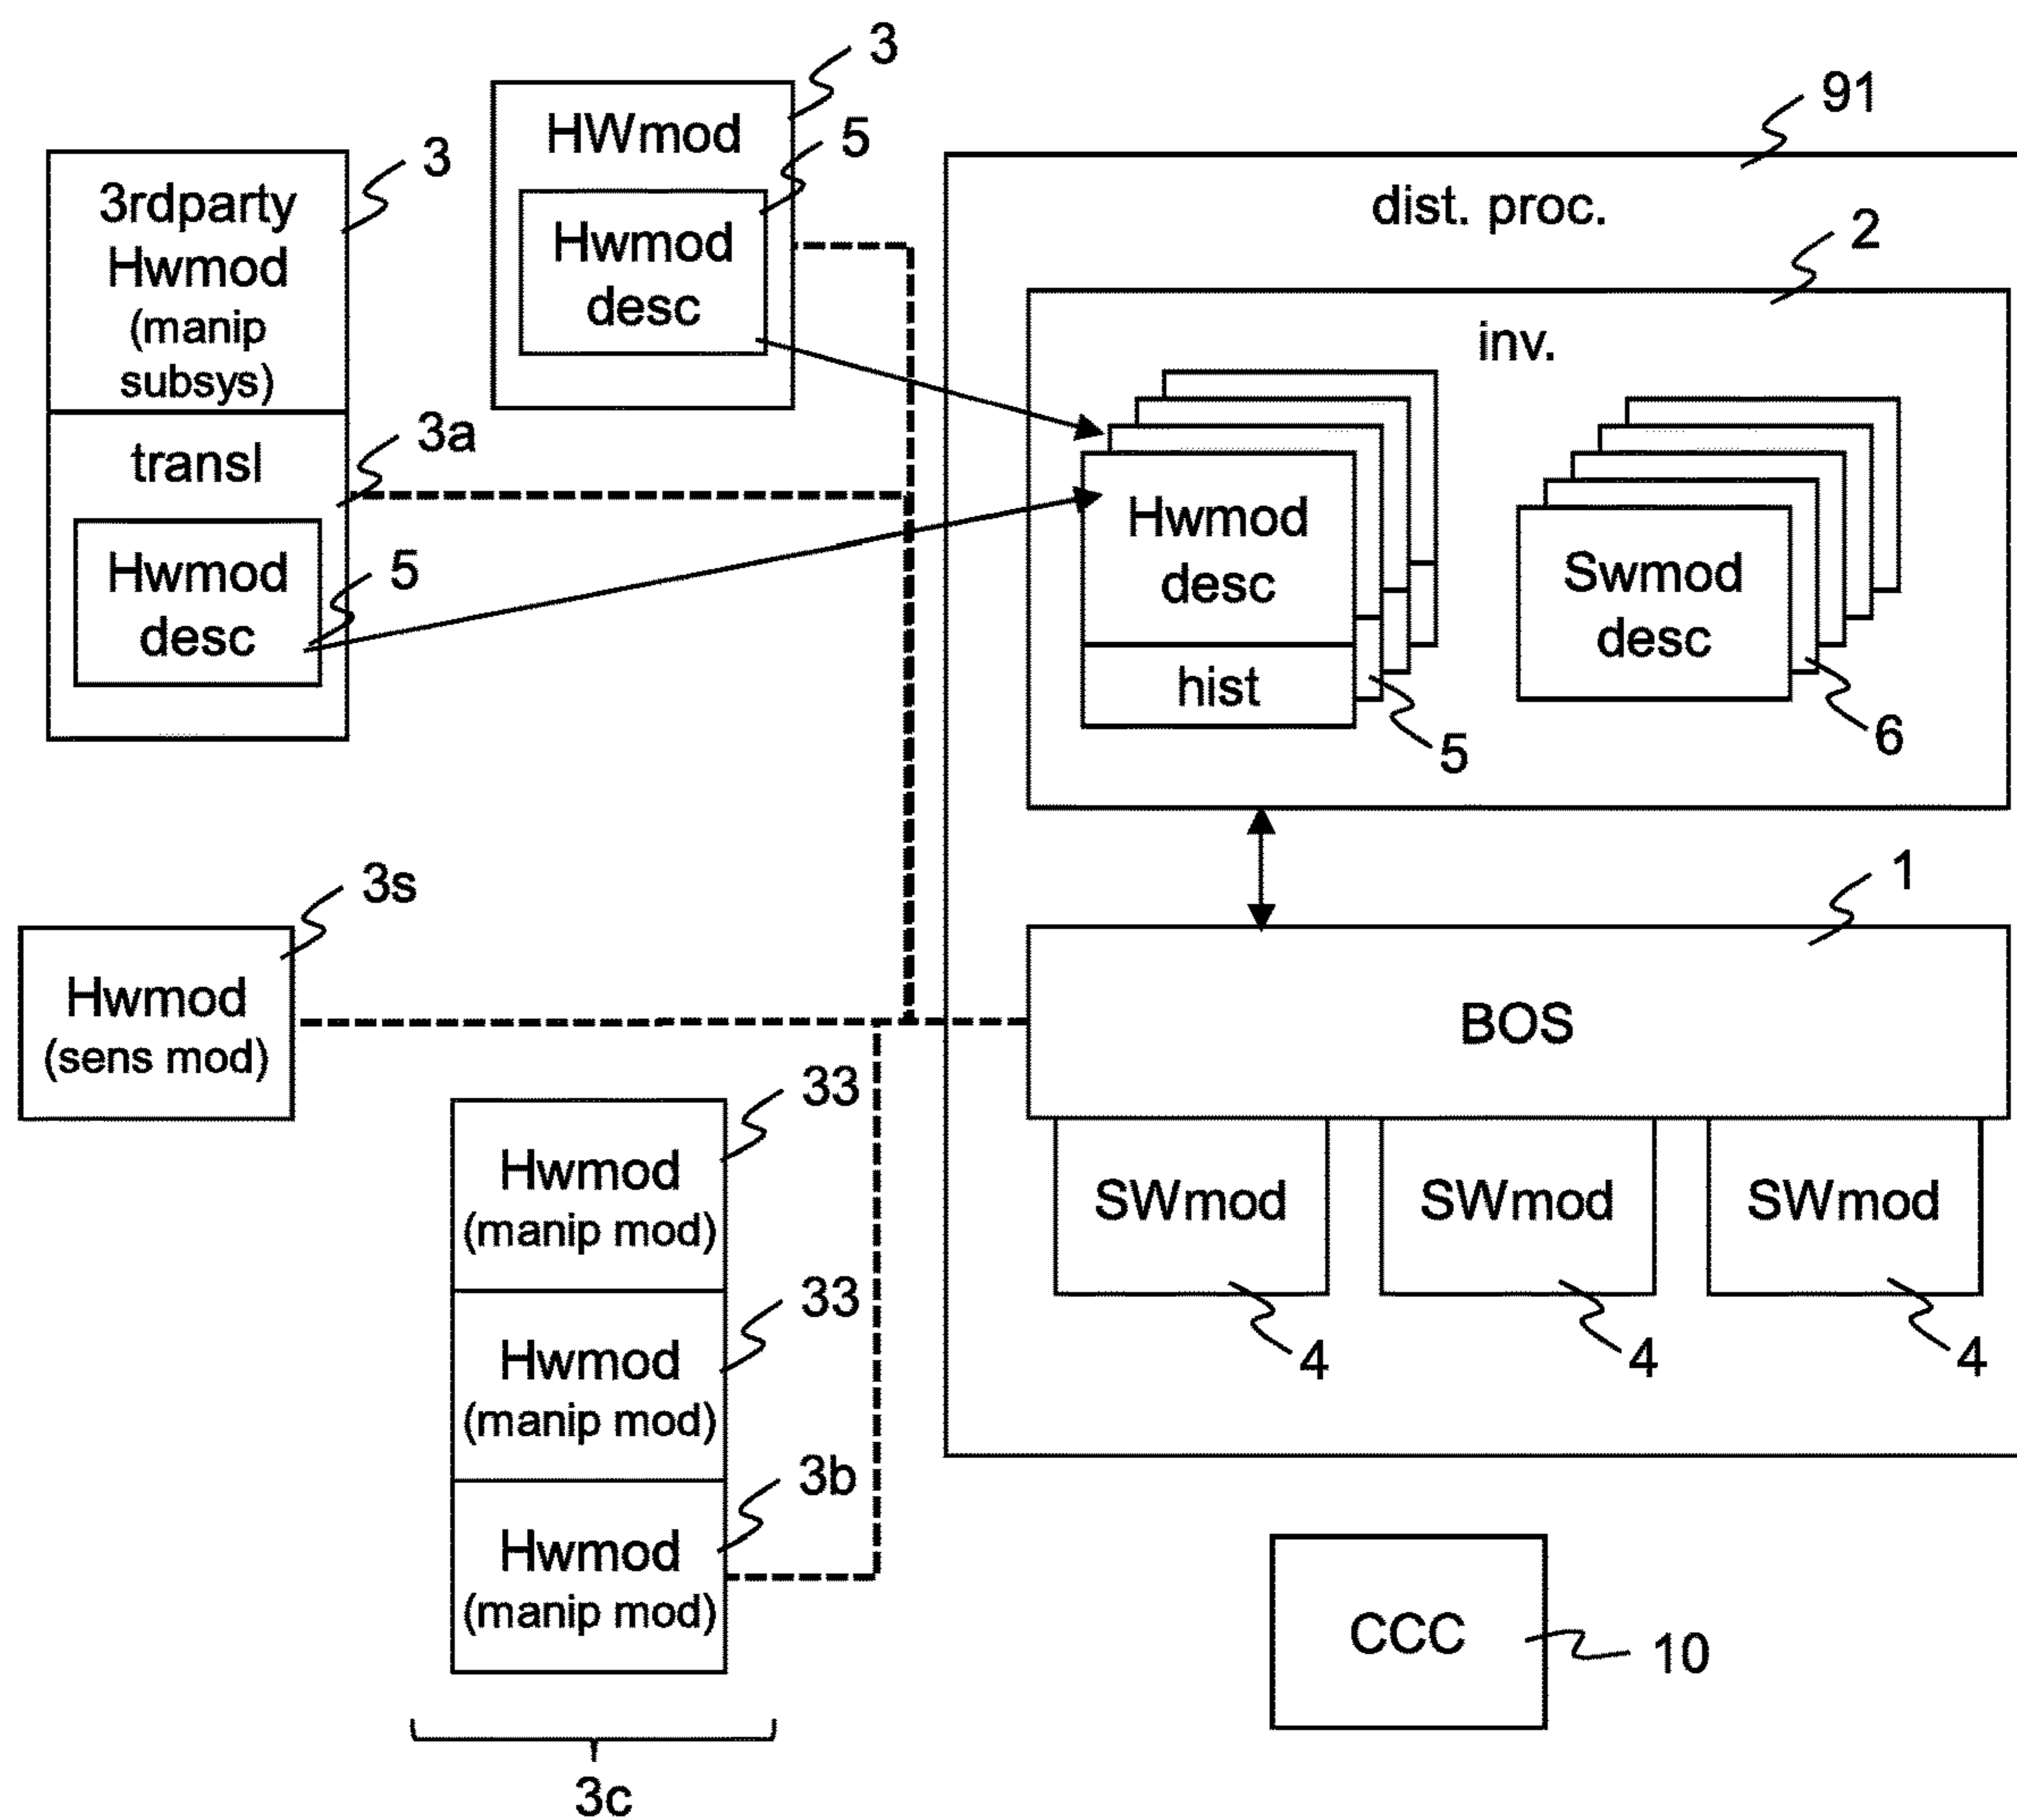 3
HWmod
5
Hwmod
desc
3
3rdparty
Hwmod
(manip
subsys)
3a
transl
Hwmod
desc
5
91
dist. proc.
2
inv.
Hwmod
desc
hist
5
Swmod
desc
6
3s
Hwmod
(sens mod)
1
BOS
SWmod
SWmod
SWmod
4
4
4
33
Hwmod
(manip mod)
33
Hwmod
(manip mod)
3b
Hwmod
(manip mod)
3c
CCC
10